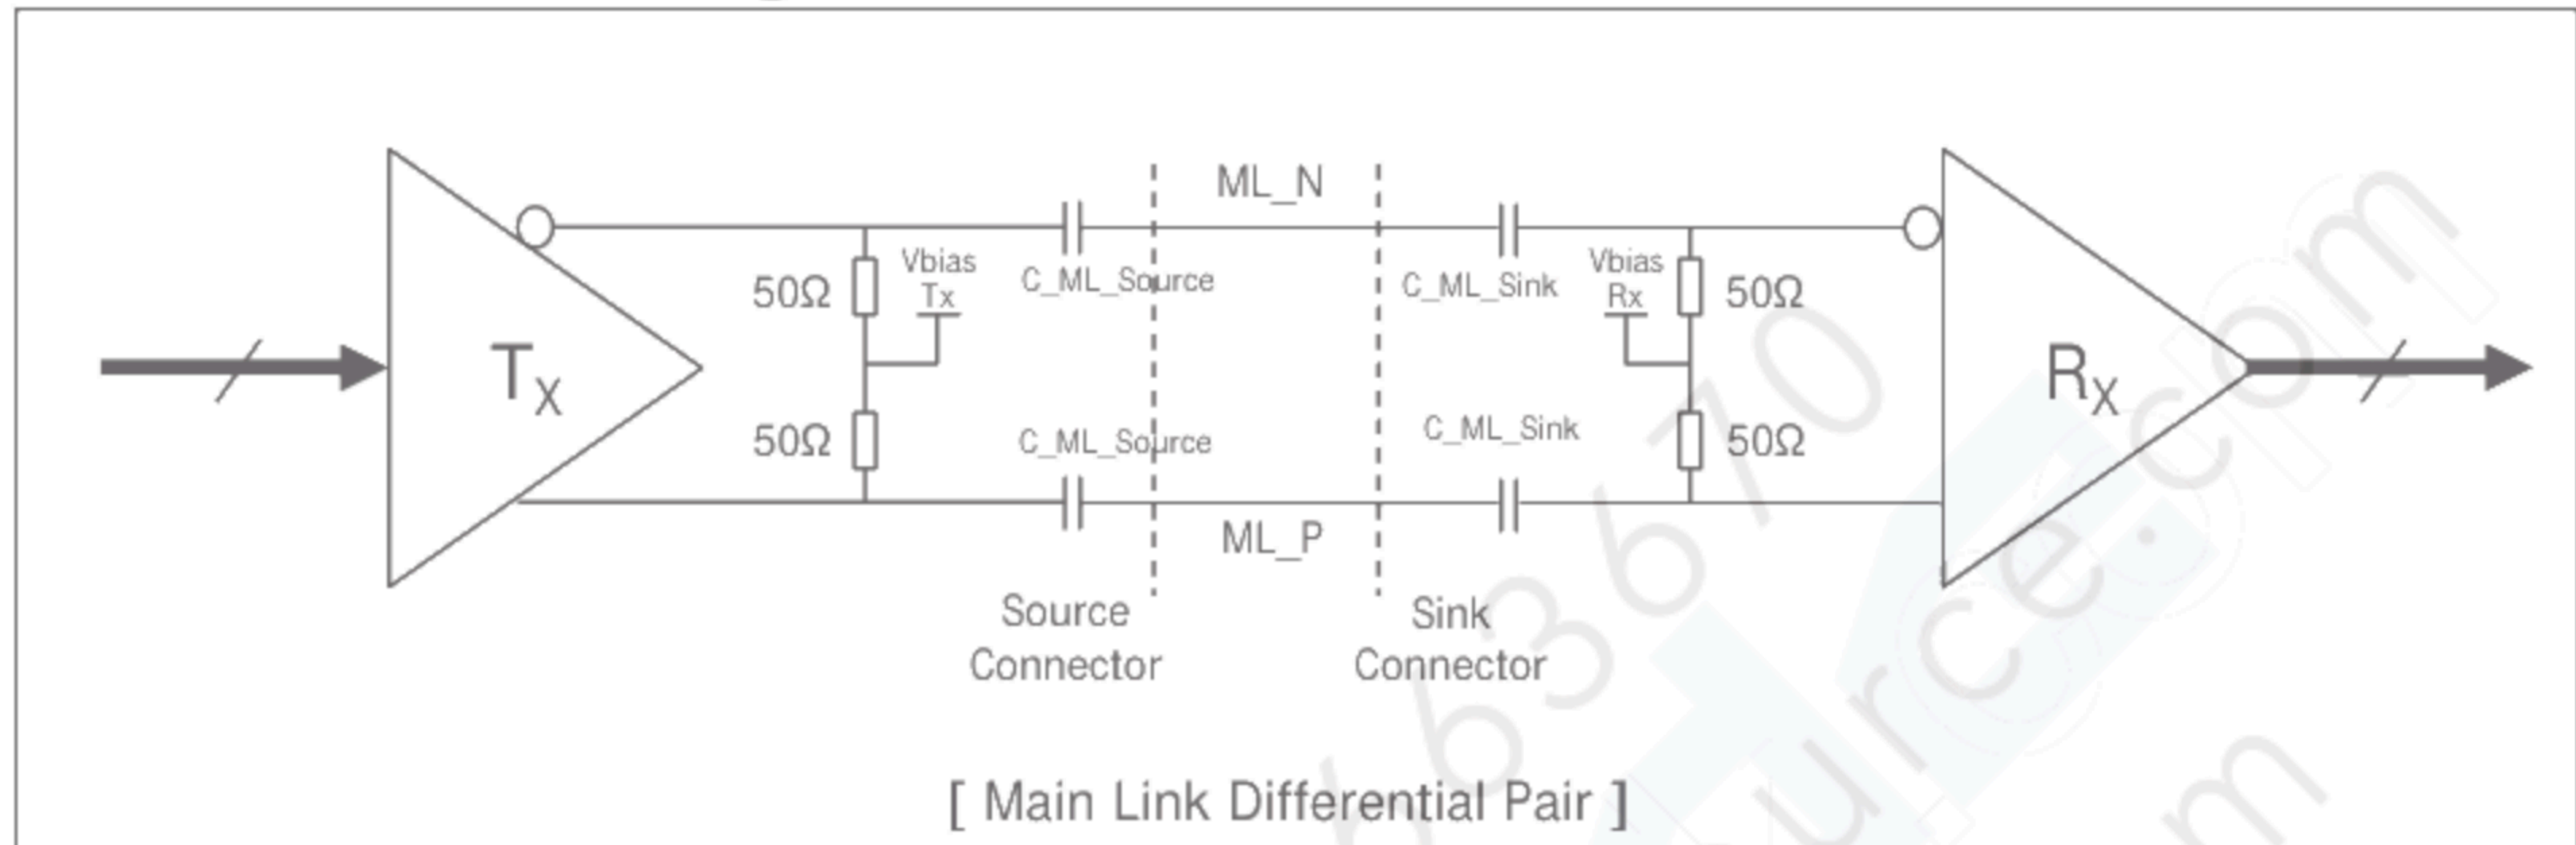 ML_N
Vbias
Tx
C_ML_Source
C_ML_Sink
Vbias
Rx
50Ω
50Ω
TX
RX
50Ω
C_ML_Source
C_ML_Sink
50Ω
ML_P
Source
Connector
Sink
Connector
[ Main Link Differential Pair ]